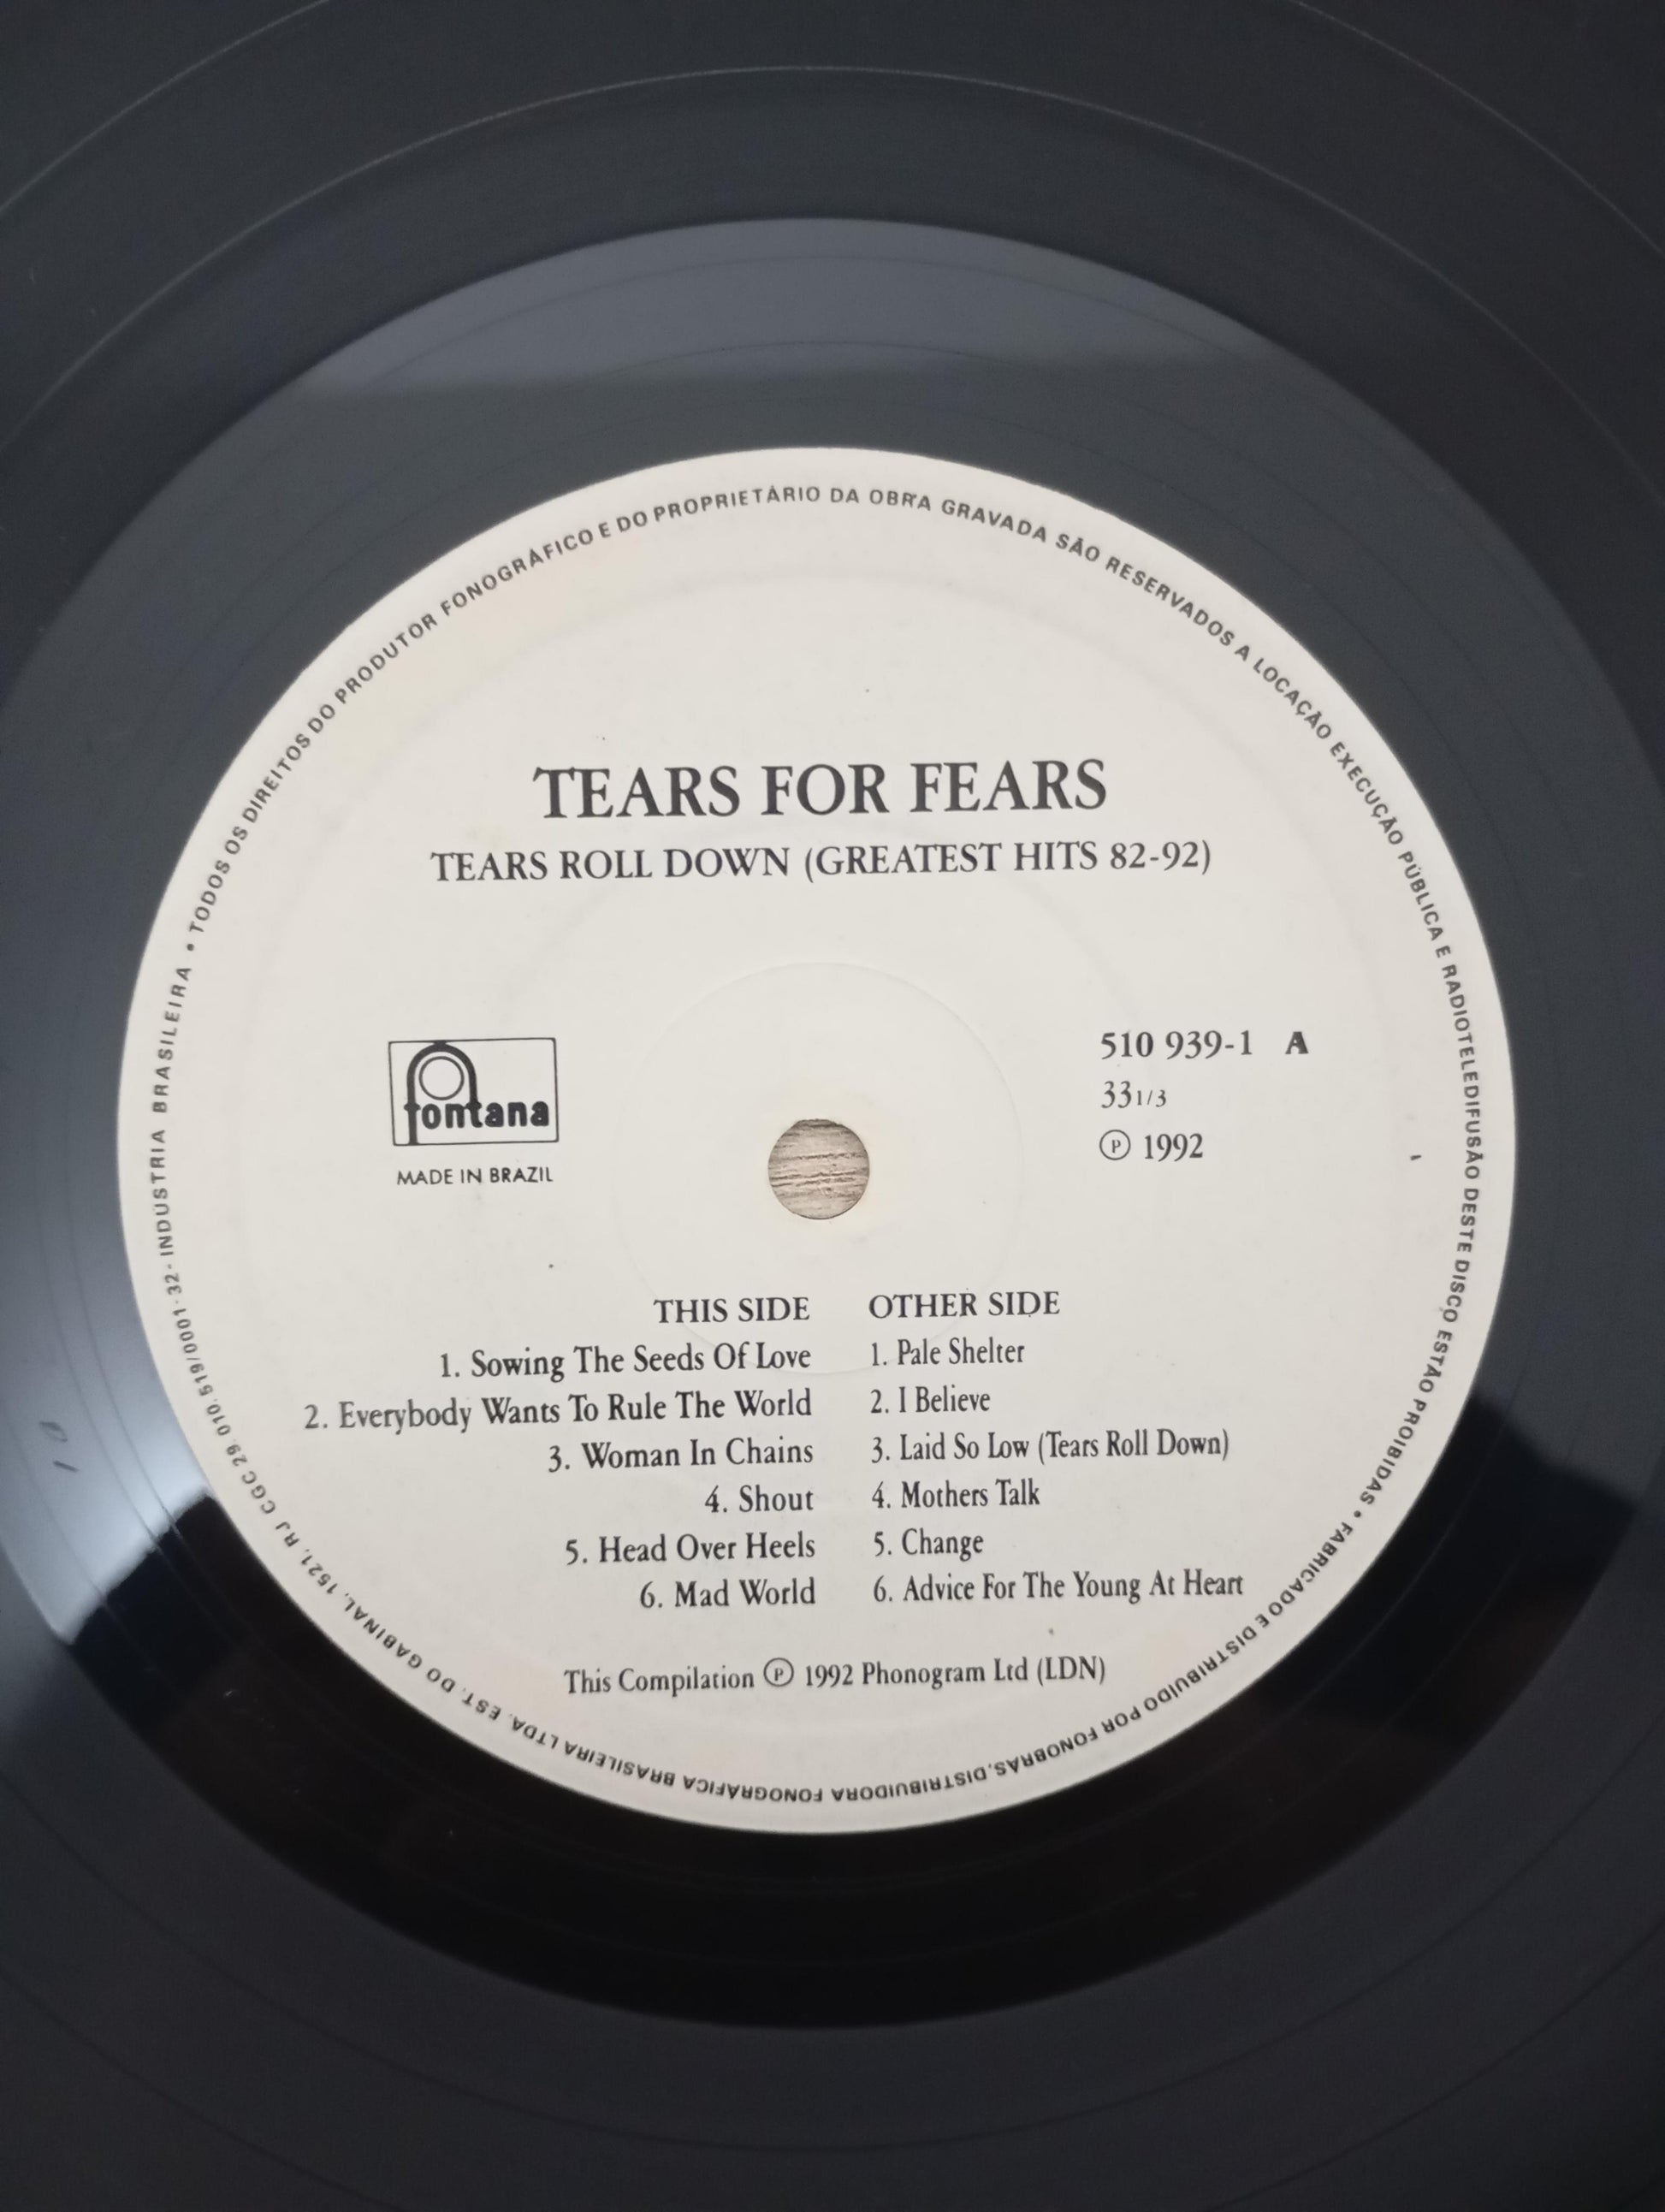 • TODOS OS DIREITOS DO PRODUTOR FONOGRÁFICO E DO PROPRIETÁRIO DA OBRA GRAVADA SÃO RESERVADOS A LOCAÇÃO EXECUÇÃO PÚBLICA E RADIOTELEDIFUSÃO DESTE DISCO ESTÃO PROIBIDAS • FABRICADO E DISTRIBUIDO POR FONOBRAS, DISTRIBUIDORA FONOGRAFICA BRASILEIRA LTDA. EST. DO GABINAL, 1521, RJ CGC 29.010.519/0001-32 - INDUSTRIA BRASILEIRA
TEARS FOR FEARS
TEARS ROLL DOWN (GREATEST HITS 82-92)
fontana
MADE IN BRAZIL
510 939-1 A
33 1/3
℗ 1992
THIS SIDE
1. Sowing The Seeds Of Love
2. Everybody Wants To Rule The World
3. Woman In Chains
4. Shout
5. Head Over Heels
6. Mad World
OTHER SIDE
1. Pale Shelter
2. I Believe
3. Laid So Low (Tears Roll Down)
4. Mothers Talk
5. Change
6. Advice For The Young At Heart
This Compilation ℗ 1992 Phonogram Ltd (LDN)